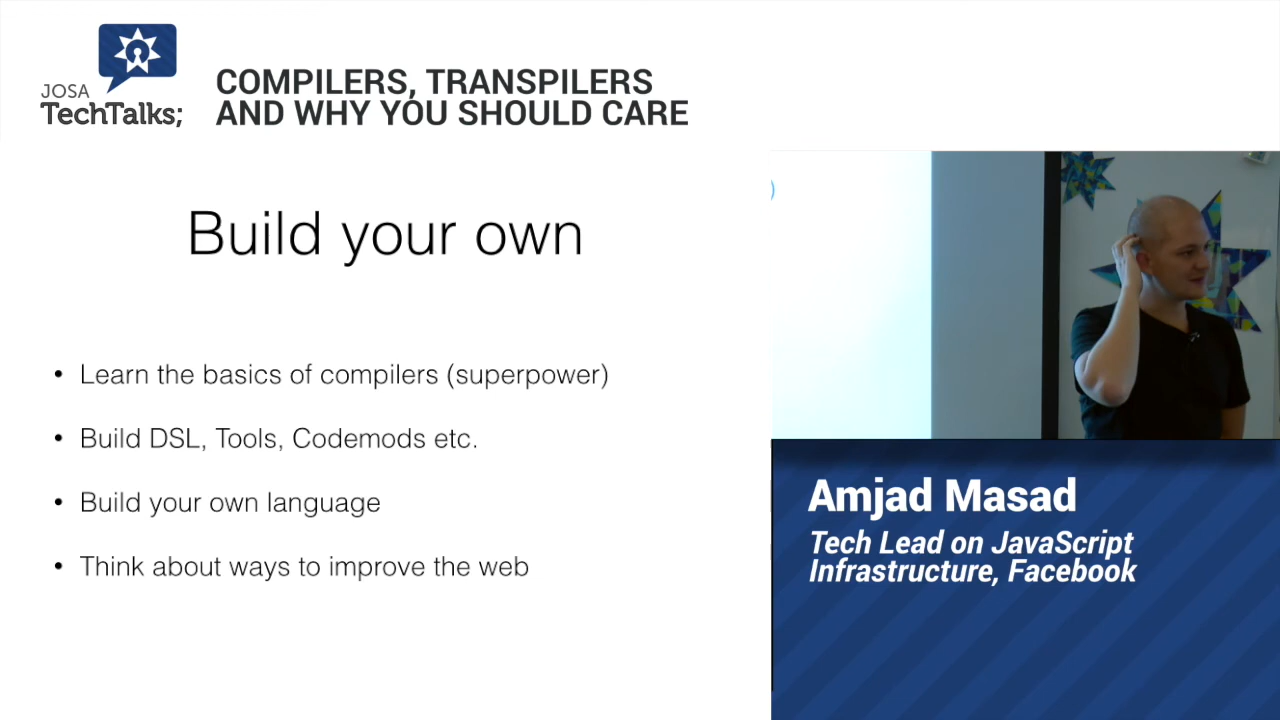 JOSA
TechTalks;
COMPILERS, TRANSPILERS
AND WHY YOU SHOULD CARE
Build your own
• Learn the basics of compilers (superpower)
• Build DSL, Tools, Codemods etc.
• Build your own language
• Think about ways to improve the web
Amjad Masad
Tech Lead on JavaScript
Infrastructure, Facebook